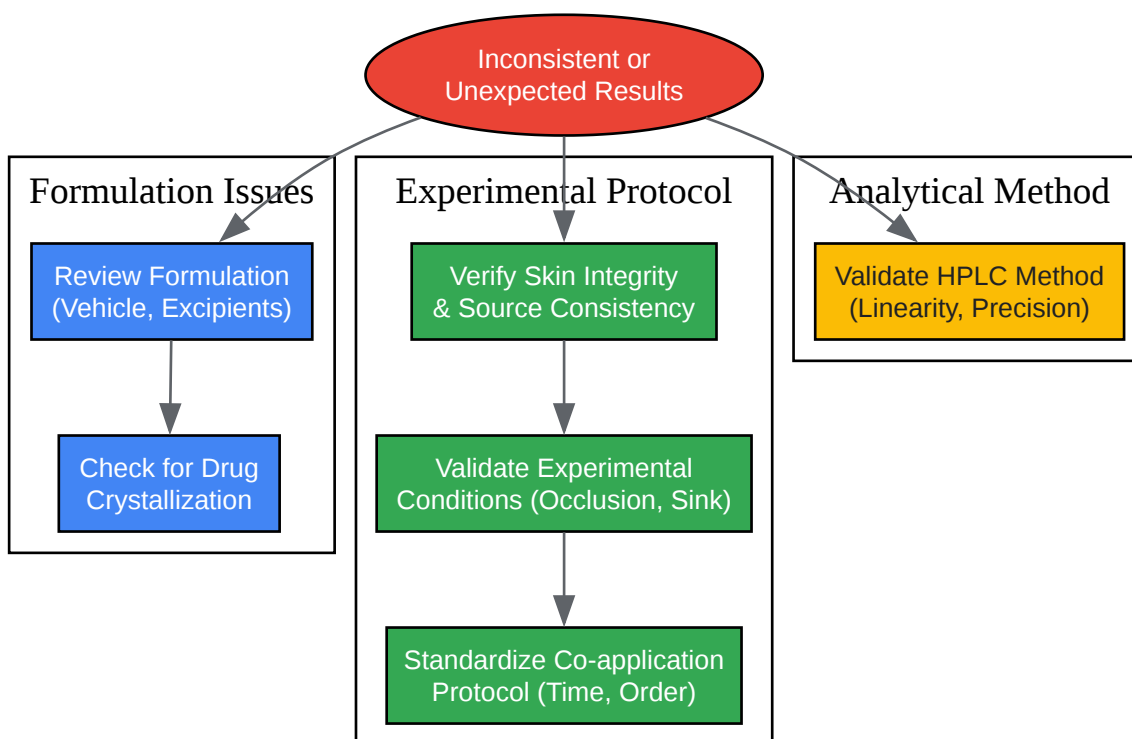 Inconsistent or
Unexpected Results
Formulation Issues
Review Formulation
(Vehicle, Excipients)
Check for Drug
Crystallization
Experimental Protocol
Verify Skin Integrity
& Source Consistency
Validate Experimental
Conditions (Occlusion, Sink)
Standardize Co-application
Protocol (Time, Order)
Analytical Method
Validate HPLC Method
(Linearity, Precision)